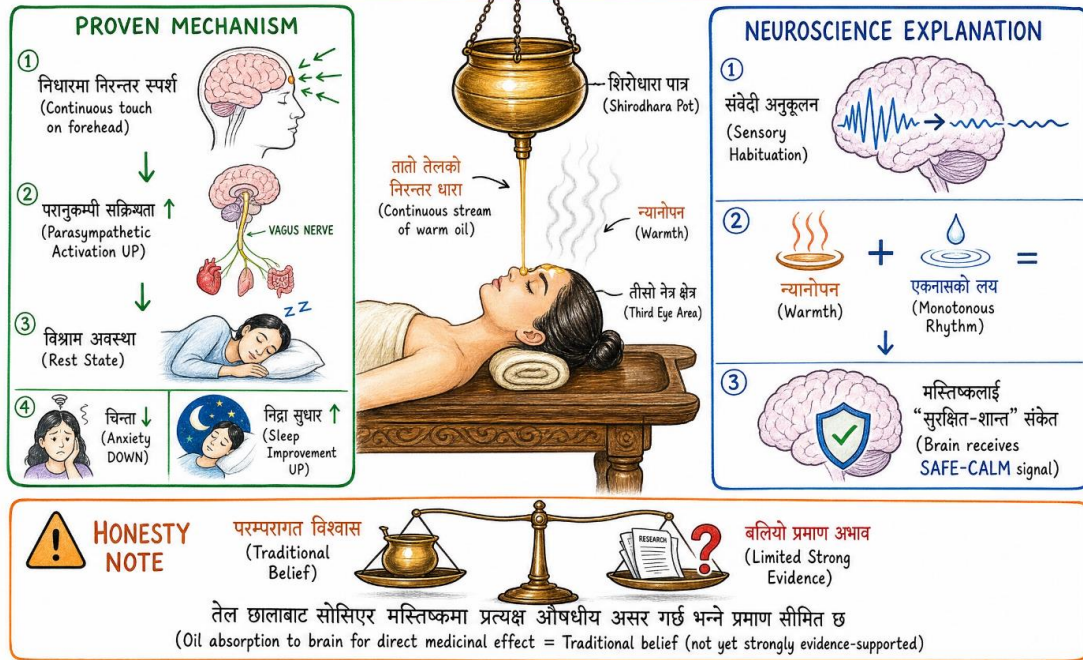 PROVEN MECHANISM
①
निधारमा निरन्तर स्पर्श
(Continuous touch
on forehead)
②
परानुकम्पी सक्रियता ↑
(Parasympathetic
Activation UP)
VAGUS NERVE
③
विश्राम अवस्था
(Rest State)
ZZ
④
चिन्ता ↓
(Anxiety
DOWN)
निद्रा सुधार ↑
(Sleep
Improvement
UP)
शिरोधारा पात्र
(Shirodhara Pot)
तातो तेलको
निरन्तर धारा
(Continuous stream
of warm oil)
न्यानोपन
(Warmth)
तीसो नेत्र क्षेत्र
(Third Eye Area)
NEUROSCIENCE EXPLANATION
①
संवेदी अनुकूलन
(Sensory
Habituation)
②
+
=
न्यानोपन
(Warmth)
एकनासको लय
(Monotonous
Rhythm)
③
मस्तिष्कलाई
“सुरक्षित-शान्त” संकेत
(Brain receives
SAFE-CALM signal)
HONESTY
NOTE
परम्परागत विश्वास
(Traditional
Belief)
RESEARCH
?
बलियो प्रमाण अभाव
(Limited Strong
Evidence)
तेल छालाबाट सोसिएर मस्तिष्कमा प्रत्यक्ष औषधीय असर गर्छ भन्ने प्रमाण सीमित छ
(Oil absorption to brain for direct medicinal effect = Traditional belief (not yet strongly evidence-supported)